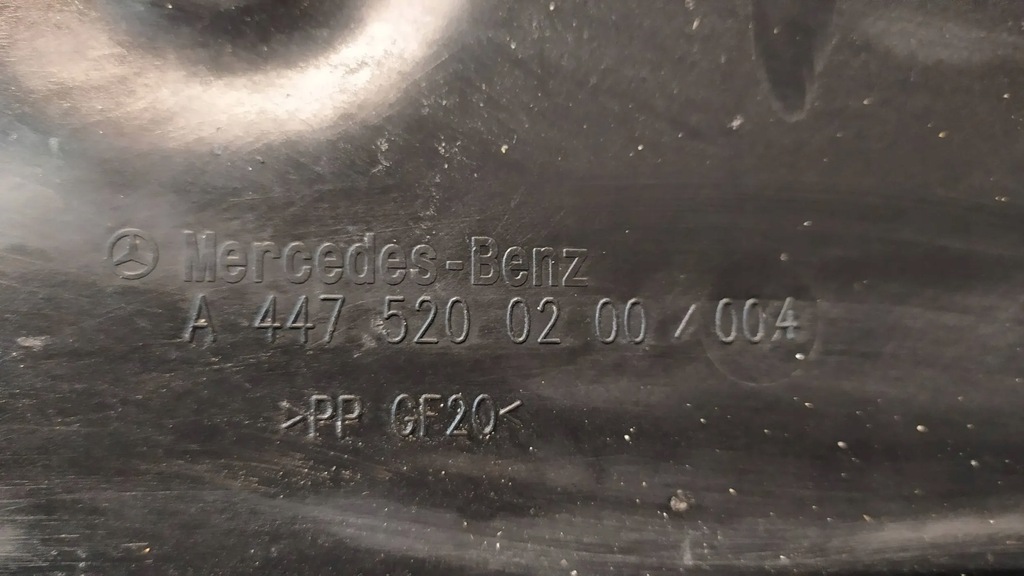 Mercedes-Benz
A 447 520 02 00 / 004
>PP GF20<